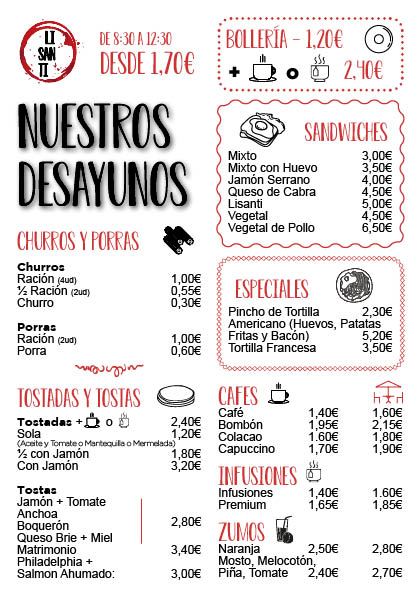 LI
SAN
TI
DE 8:30 A 12:30
DESDE 1,70€
NUESTROS
DESAYUNOS
CHURROS Y PORRAS
Churros
Ración (4ud) 1,00€
½ Ración (2ud) 0,55€
Churro 0,30€
Porras
Ración (2ud) 1,00€
Porra 0,60€
TOSTADAS Y TOSTAS
Tostadas + o 2,40€
Sola 1,20€
(Aceite y Tomate o Mantequilla o Mermelada)
½ con Jamón 1,80€
Con Jamón 3,20€
Tostas
Jamón + Tomate
Anchoa
Boquerón 2,80€
Queso Brie + Miel
Matrimonio 3,40€
Philadelphia +
Salmon Ahumado: 3,00€
BOLLERÍA - 1,20€
+ o 2,40€
SANDWICHES
Mixto 3,00€
Mixto con Huevo 3,50€
Jamón Serrano 4,00€
Queso de Cabra 4,50€
Lisanti 5,00€
Vegetal 4,50€
Vegetal de Pollo 6,50€
ESPECIALES
Pincho de Tortilla 2,30€
Americano (Huevos, Patatas
Fritas y Bacón) 5,20€
Tortilla Francesa 3,50€
CAFES
Café 1,40€ 1.60€
Bombón 1,95€ 2,15€
Colacao 1.60€ 1,80€
Capuccino 1,70€ 1,90€
INFUSIONES
Infusiones 1,40€ 1.60€
Premium 1,65€ 1,85€
ZUMOS
Naranja 2,50€ 2,80€
Mosto, Melocotón,
Piña, Tomate 2,40€ 2,70€